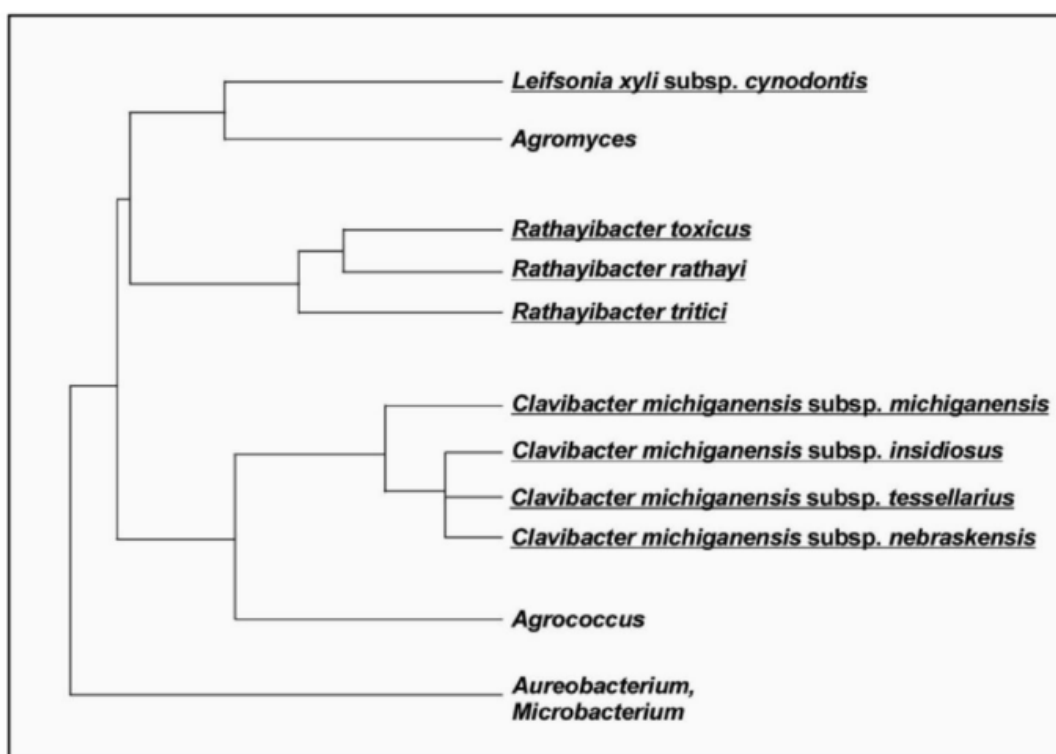 Leifsonia xyli subsp. cynodontis
Agromyces
Rathayibacter toxicus
Rathayibacter rathayi
Rathayibacter tritici
Clavibacter michiganensis subsp. michiganensis
Clavibacter michiganensis subsp. insidiosus
Clavibacter michiganensis subsp. tessellarius
Clavibacter michiganensis subsp. nebraskensis
Agrococcus
Aureobacterium,
Microbacterium